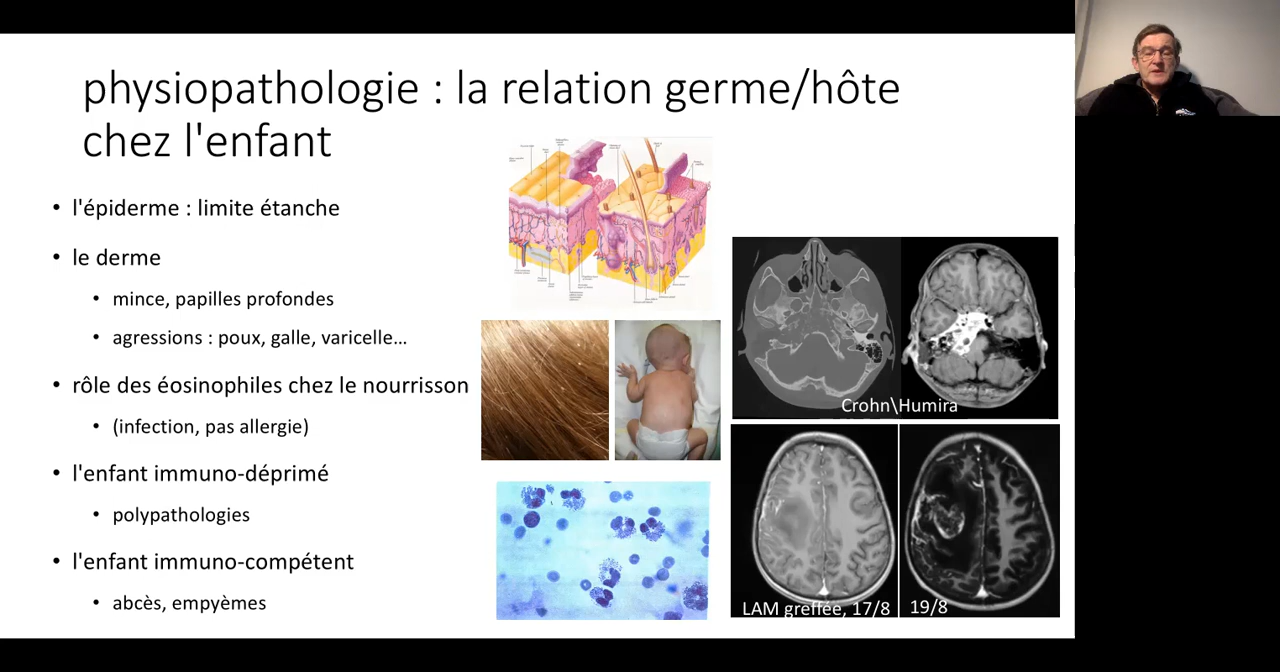 physiopathologie : la relation germe/hôte
chez l'enfant
• l'épiderme : limite étanche
• le derme
• mince, papilles profondes
• agressions : poux, galle, varicelle...
• rôle des éosinophiles chez le nourrisson
• (infection, pas allergie)
• l'enfant immuno-déprimé
• polypathologies
• l'enfant immuno-compétent
• abcès, empyèmes
Crohn\Humira
LAM greffée, 17/8
19/8